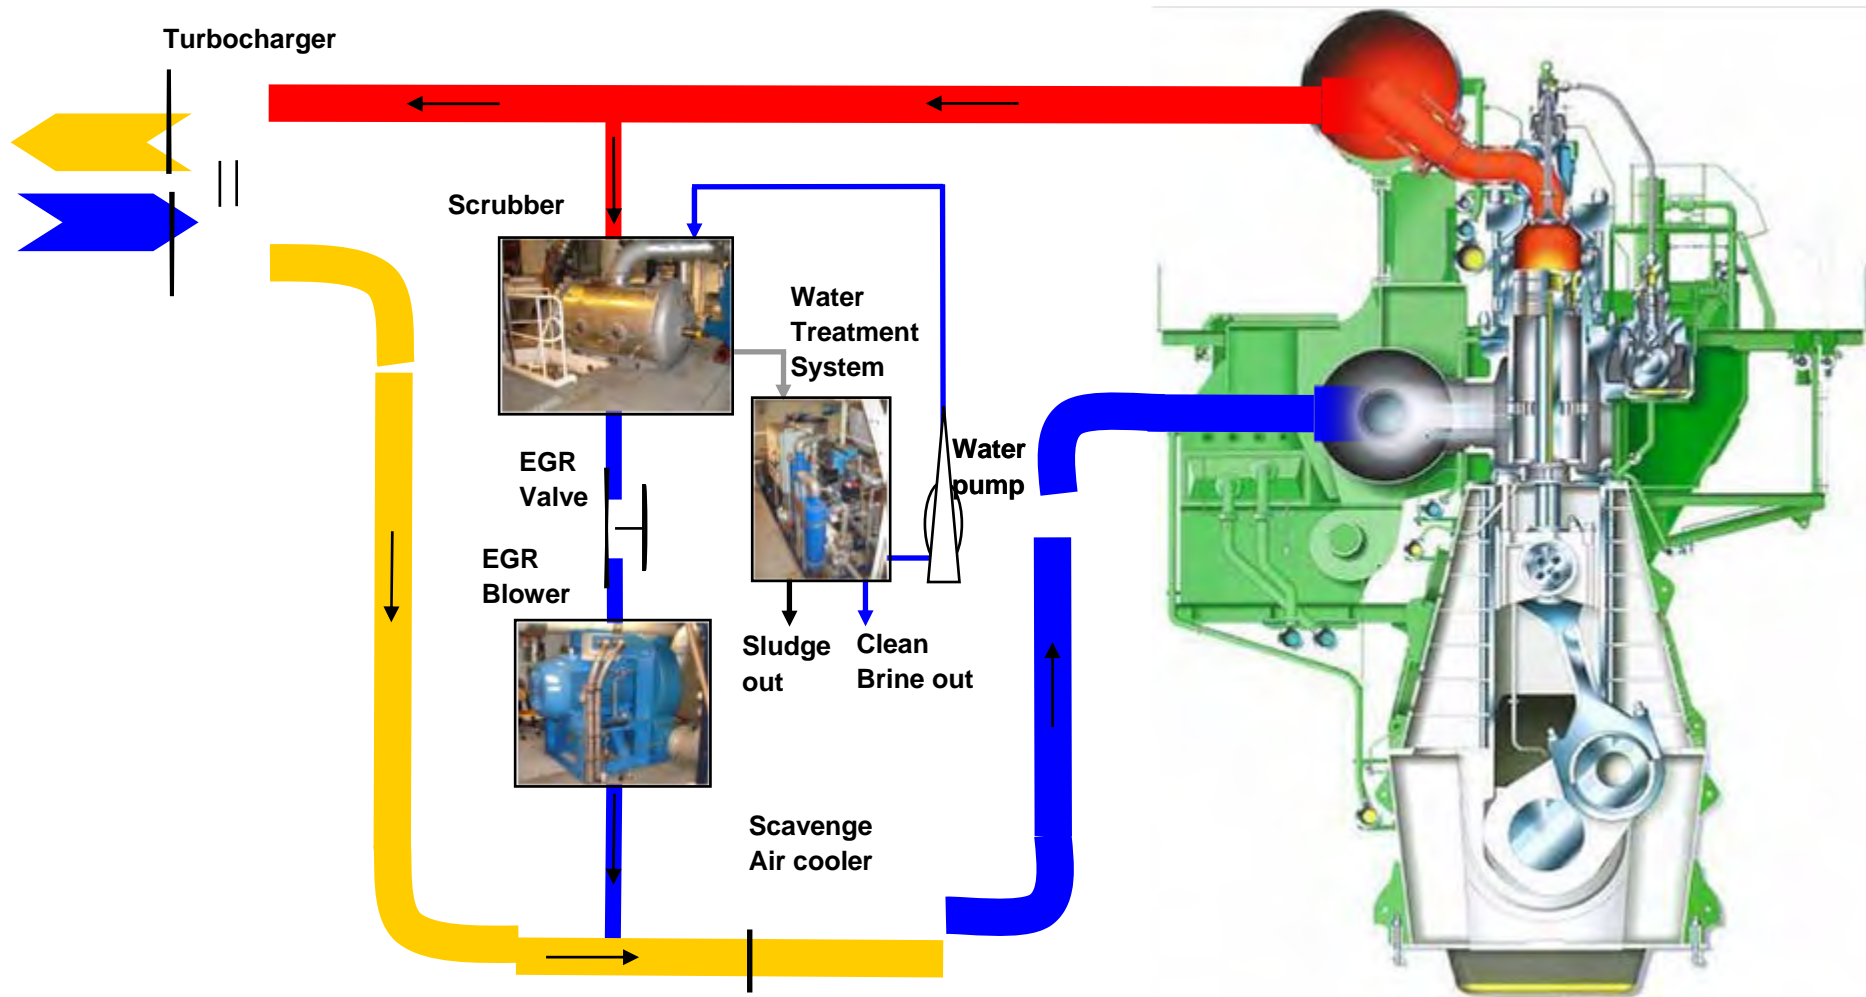 Turbocharger
Scrubber
Water
Treatment
System
EGR
Valve
Water
pump
EGR
Blower
Sludge
out
Clean
Brine out
Scavenge
Air cooler